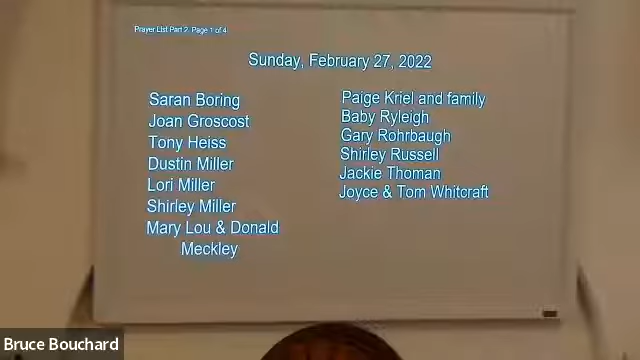 Prayer List Part 2 Page 1 of 4
Sunday, February 27, 2022
Saran Boring
Joan Groscost
Tony Heiss
Dustin Miller
Lori Miller
Shirley Miller
Mary Lou & Donald
Meckley
Paige Kriel and family
Baby Ryleigh
Gary Rohrbaugh
Shirley Russell
Jackie Thoman
Joyce & Tom Whitcraft
Bruce Bouchard